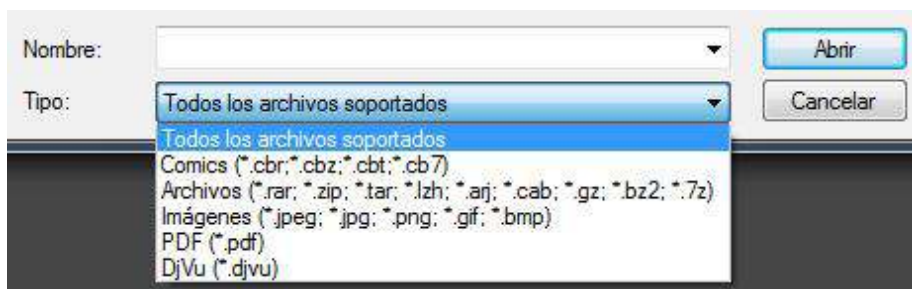 Nombre:
Abrir
Tipo:
Todos los archivos soportados
Cancelar
Todos los archivos soportados
Comics (*.cbr;*.cbz;*.cbt;*.cb7)
Archivos (*.rar; *.zip; *.tar; *.lzh; *.arj; *.cab; *.gz; *.bz2; *.7z)
Imágenes (*.jpeg; *.jpg; *.png; *.gif; *.bmp)
PDF (*.pdf)
DjVu (*.djvu)